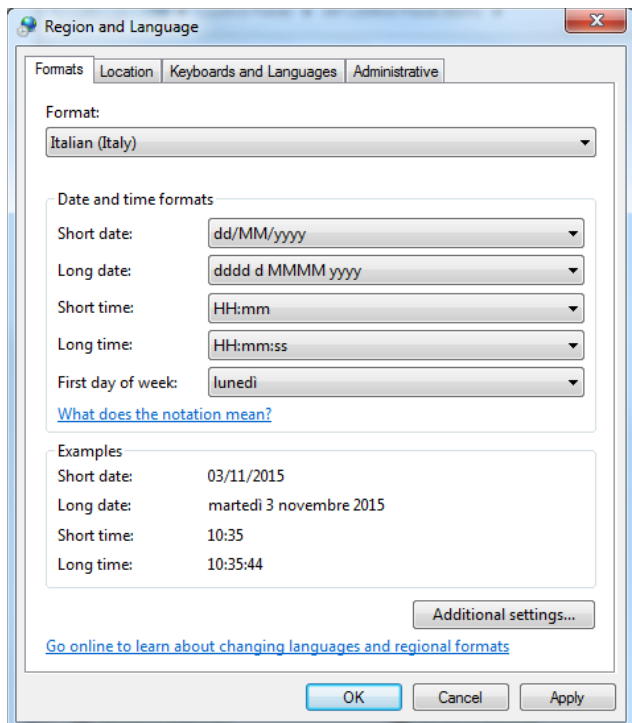 Region and Language
Formats Location Keyboards and Languages Administrative
Format:
Italian (Italy)
Date and time formats
Short date: dd/MM/yyyy
Long date: dddd d MMMM yyyy
Short time: HH:mm
Long time: HH:mm:ss
First day of week: lunedì
What does the notation mean?
Examples
Short date: 03/11/2015
Long date: martedì 3 novembre 2015
Short time: 10:35
Long time: 10:35:44
Additional settings...
Go online to learn about changing languages and regional formats
OK Cancel Apply